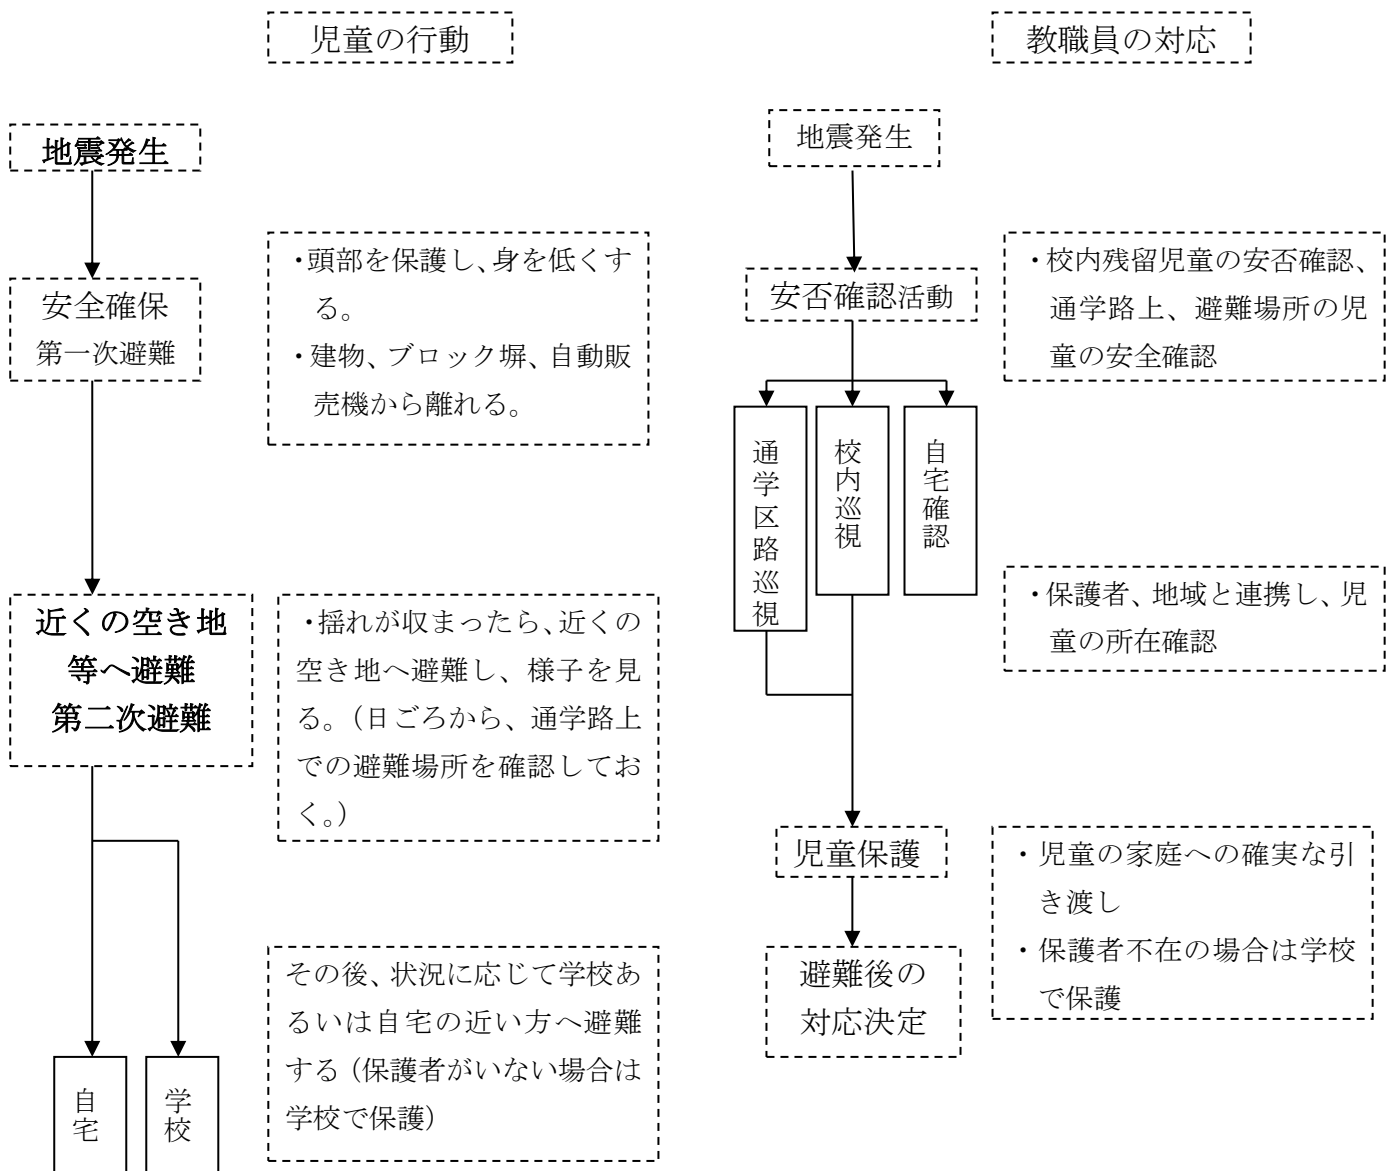 児童の行動
地震発生
安全確保
第一次避難
・頭部を保護し、身を低くす
る。
・建物、ブロック塀、自動販
売機から離れる。
近くの空き地
等へ避難
第二次避難
・揺れが収まったら、近くの
空き地へ避難し、様子を見
る。（日ごろから、通学路上
での避難場所を確認してお
く。）
自宅
学校
その後、状況に応じて学校あ
るいは自宅の近い方へ避難
する（保護者がいない場合は
学校で保護）
教職員の対応
地震発生
安否確認活動
・校内残留児童の安否確認、
通学路上、避難場所の児
童の安全確認
通学区路巡視
校内巡視
自宅確認
・保護者、地域と連携し、児
童の所在確認
児童保護
・児童の家庭への確実な引
き渡し
・保護者不在の場合は学校
で保護
避難後の
対応決定